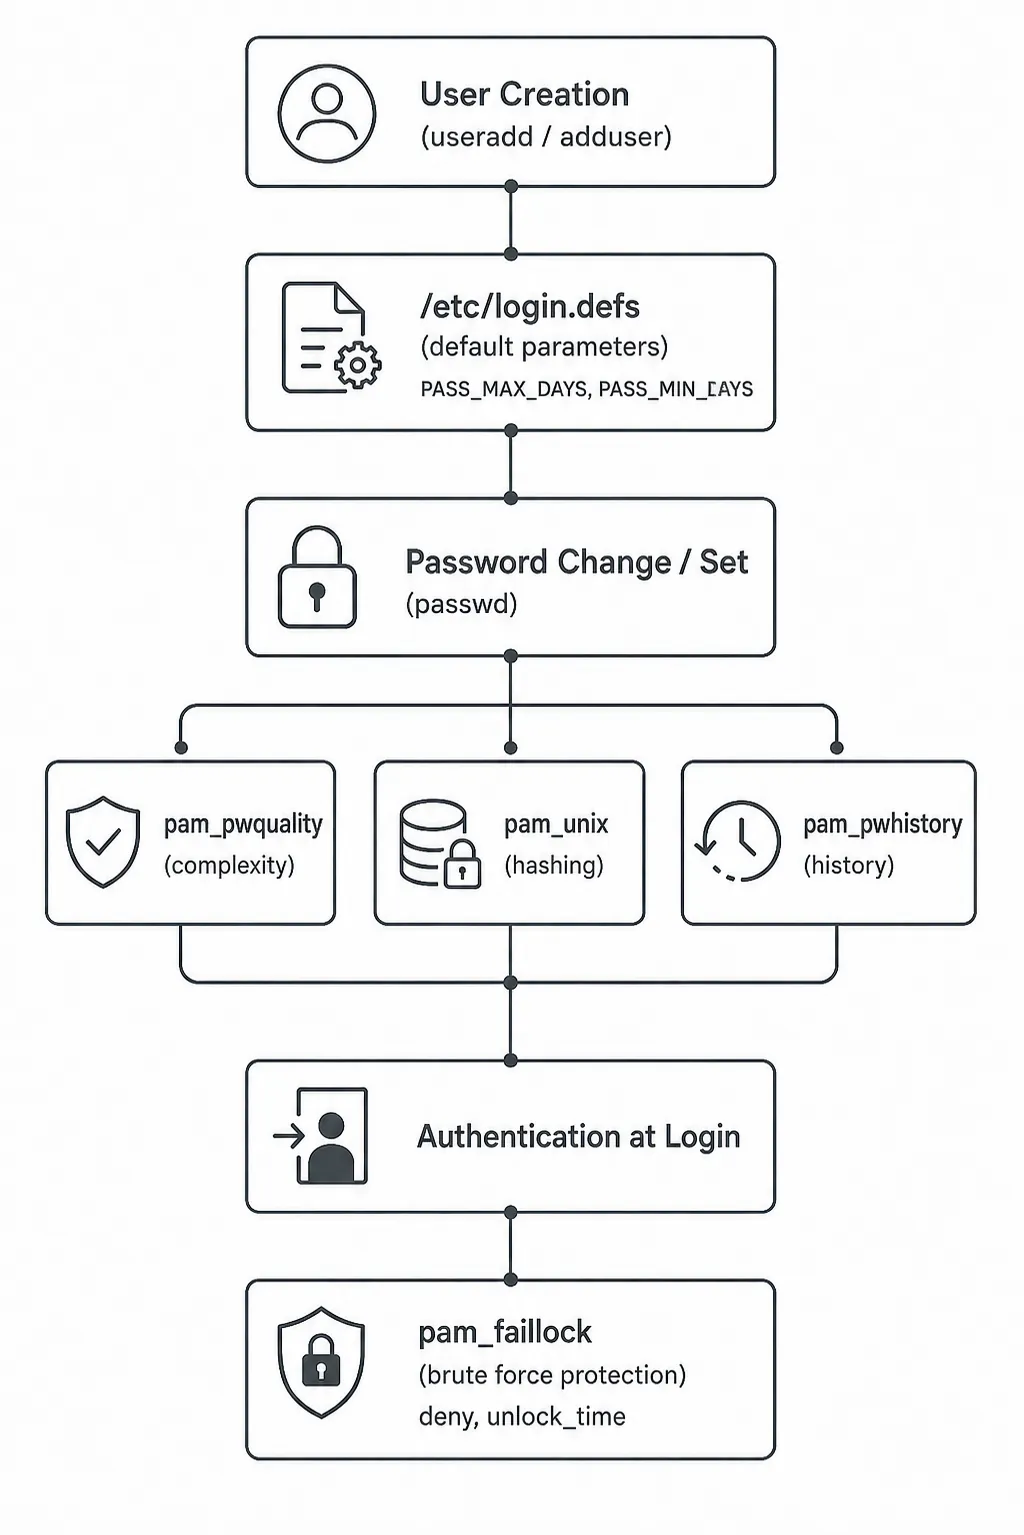 User Creation
(useradd / adduser)
/etc/login.defs
(default parameters)
PASS_MAX_DAYS, PASS_MIN_DAYS
Password Change / Set
(passwd)
pam_pwquality
(complexity)
pam_unix
(hashing)
pam_pwhistory
(history)
Authentication at Login
pam_faillock
(brute force protection)
deny, unlock_time